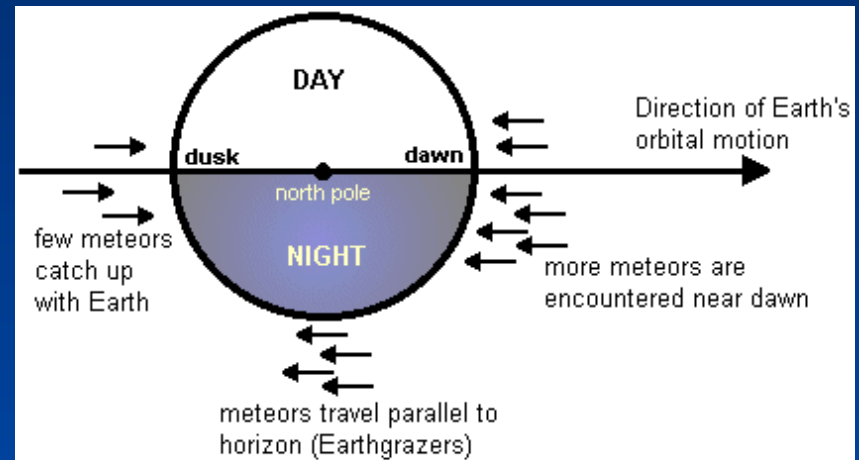 DAY
Direction of Earth's
orbital motion
dusk
dawn
north pole
NIGHT
few meteors
catch up
with Earth
more meteors are
encountered near dawn
meteors travel parallel to
horizon (Earthgrazers)